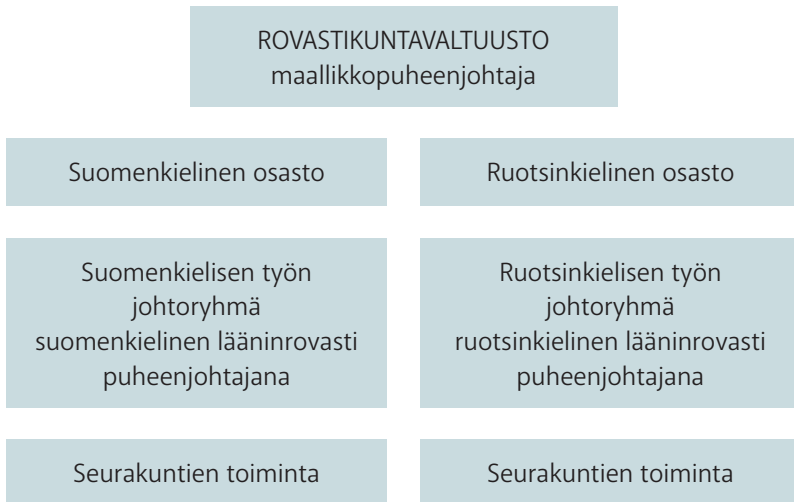 ROVASTIKUNTAVALTUUSTO
maallikkopuheenjohtaja
Suomenkielinen osasto
Ruotsinkielinen osasto
Suomenkielisen työn
johtoryhmä
suomenkielinen lääninrovasti
puheenjohtajana
Ruotsinkielisen työn
johtoryhmä
ruotsinkielinen lääninrovasti
puheenjohtajana
Seurakuntien toiminta
Seurakuntien toiminta